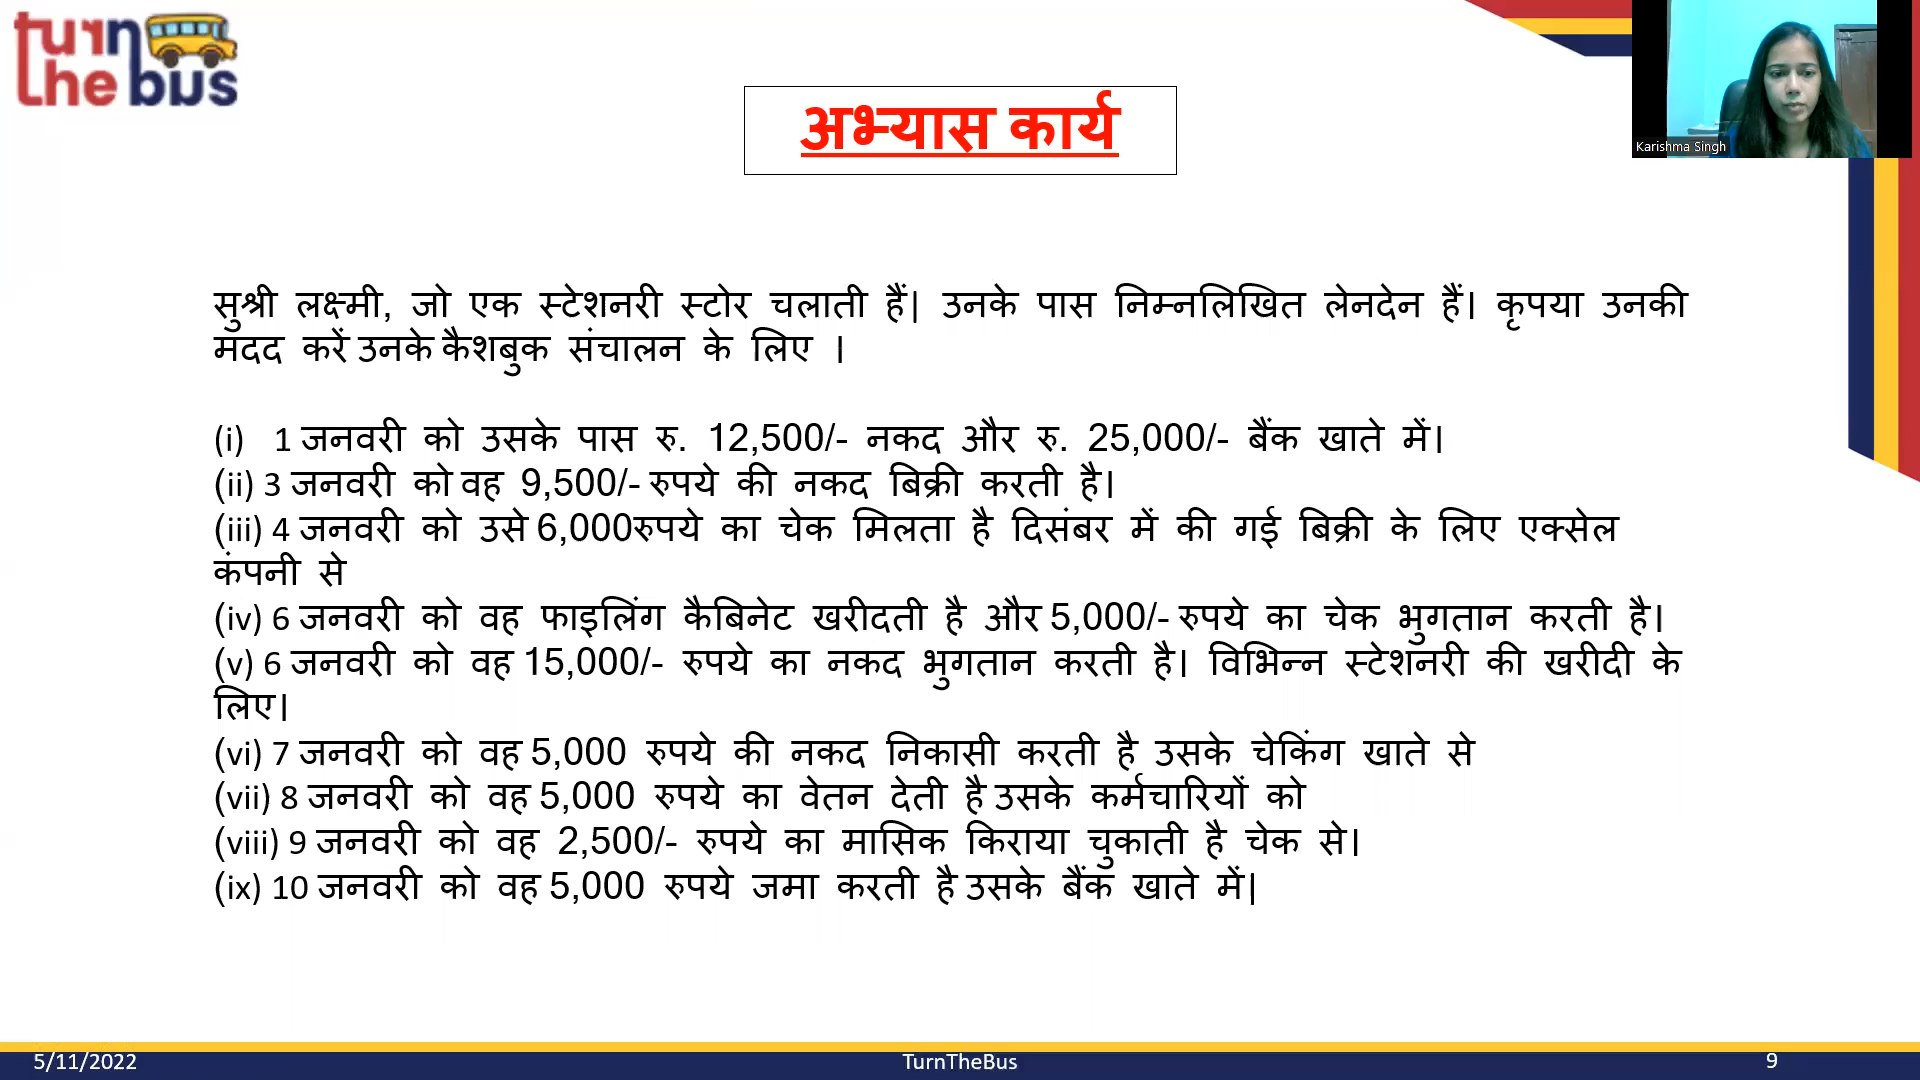 turn
the bus
Karishma Singh
अभ्यास कार्य
सुश्री लक्ष्मी, जो एक स्टेशनरी स्टोर चलाती हैं| उनके पास निम्नलिखित लेनदेन हैं। कृपया उनकी
मदद करें उनके कैशबुक संचालन के लिए ।
(i) 1 जनवरी को उसके पास रु. 12,500/- नकद और रु. 25,000/- बैंक खाते में।
(ii) 3 जनवरी को वह 9,500/- रुपये की नकद बिक्री करती है।
(iii) 4 जनवरी को उसे 6,000रुपये का चेक मिलता है दिसंबर में की गई बिक्री के लिए एक्सेल
कंपनी से
(iv) 6 जनवरी को वह फाइलिंग कैबिनेट खरीदती है और 5,000/- रुपये का चेक भुगतान करती है।
(v) 6 जनवरी को वह 15,000/- रुपये का नकद भुगतान करती है। विभिन्न स्टेशनरी की खरीदी के
लिए।
(vi) 7 जनवरी को वह 5,000 रुपये की नकद निकासी करती है उसके चेकिंग खाते से
(vii) 8 जनवरी को वह 5,000 रुपये का वेतन देती है उसके कर्मचारियों को
(viii) 9 जनवरी को वह 2,500/- रुपये का मासिक किराया चुकाती है चेक से।
(ix) 10 जनवरी को वह 5,000 रुपये जमा करती है उसके बैंक खाते में|
5/11/2022
TurnTheBus
9